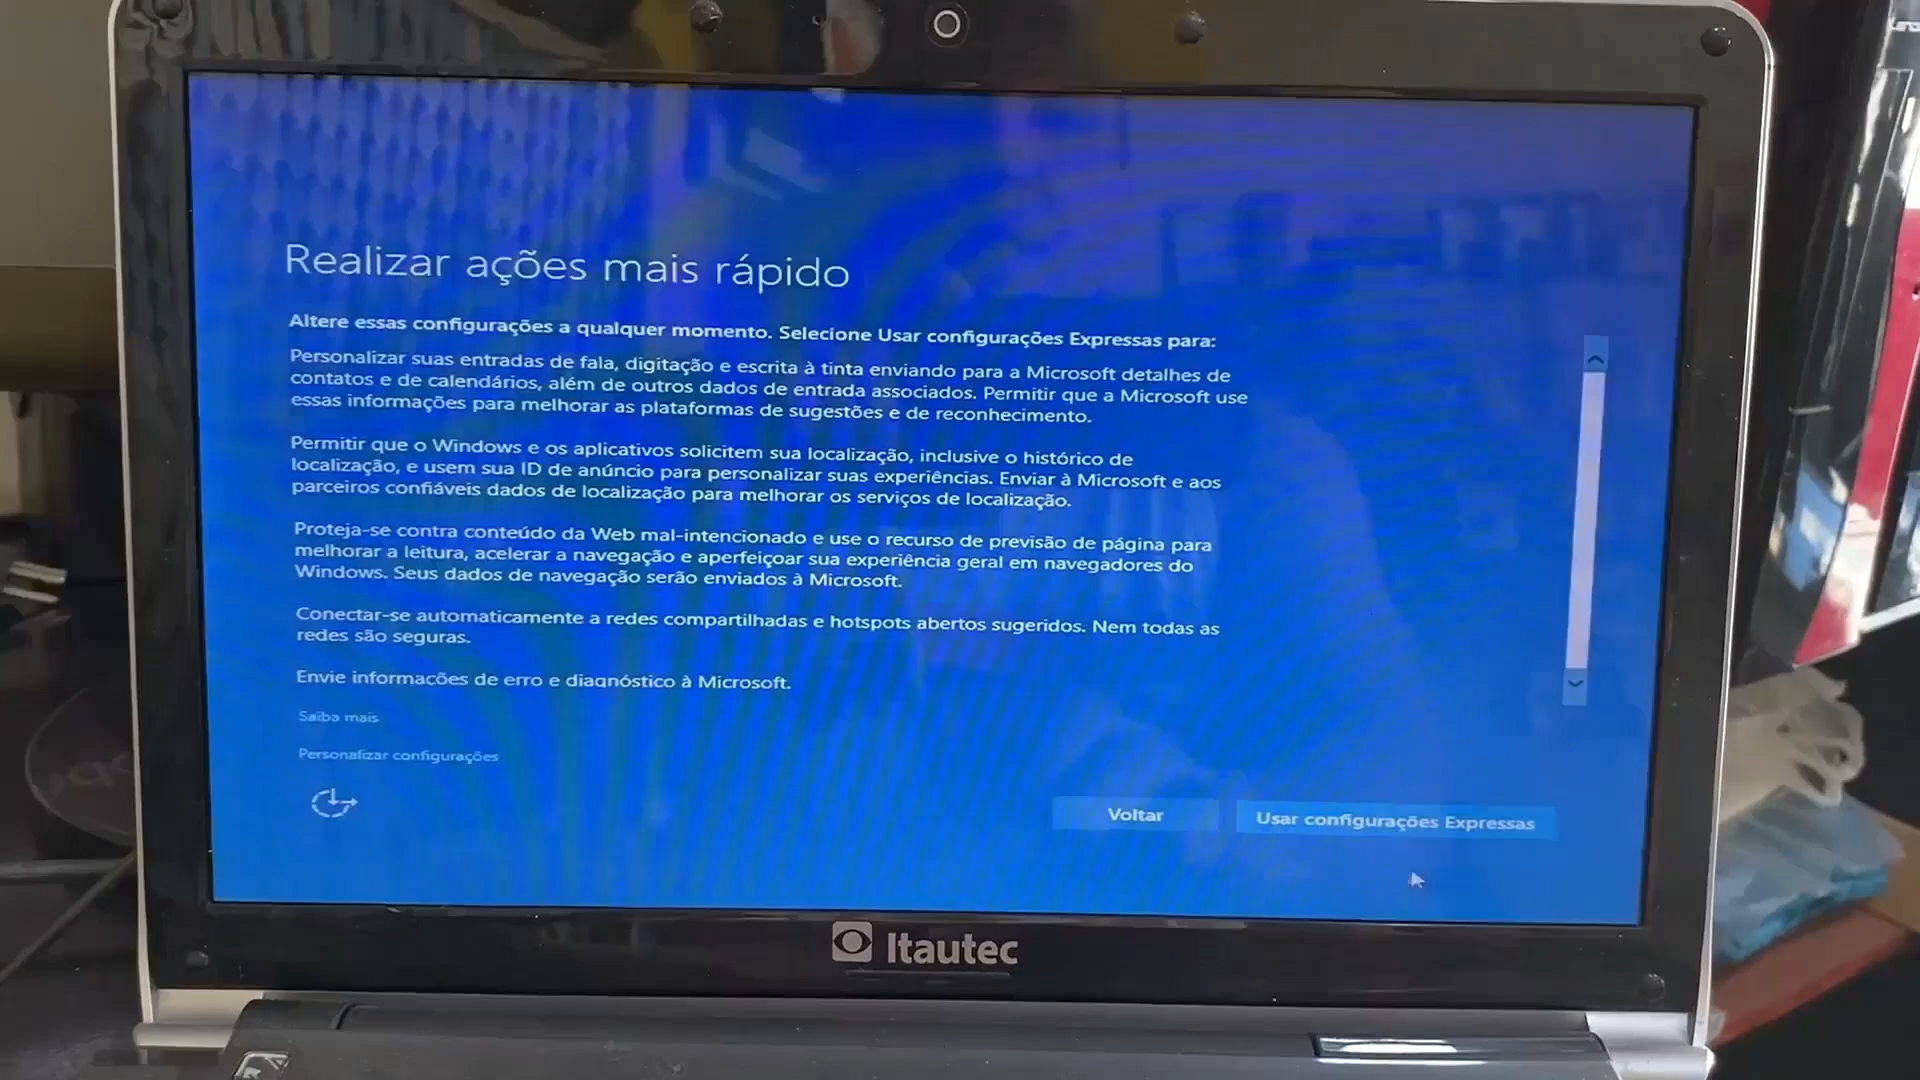 Realizar ações mais rápido
Altere essas configurações a qualquer momento. Selecione Usar configurações Expressas para:
Personalizar suas entradas de fala, digitação e escrita à tinta enviando para a Microsoft detalhes de
contatos e de calendários, além de outros dados de entrada associados. Permitir que a Microsoft use
essas informações para melhorar as plataformas de sugestões e de reconhecimento.
Permitir que o Windows e os aplicativos solicitem sua localização, inclusive o histórico de
localização, e usem sua ID de anúncio para personalizar suas experiências. Enviar à Microsoft e aos
parceiros confiáveis dados de localização para melhorar os serviços de localização.
Proteja-se contra conteúdo da Web mal-intencionado e use o recurso de previsão de página para
melhorar a leitura, acelerar a navegação e aperfeiçoar sua experiência geral em navegadores do
Windows. Seus dados de navegação serão enviados à Microsoft.
Conectar-se automaticamente a redes compartilhadas e hotspots abertos sugeridos. Nem todas as
redes são seguras.
Envie informações de erro e diagnóstico à Microsoft.
Saiba mais
Personalizar configurações
Voltar
Usar configurações Expressas
Itautec